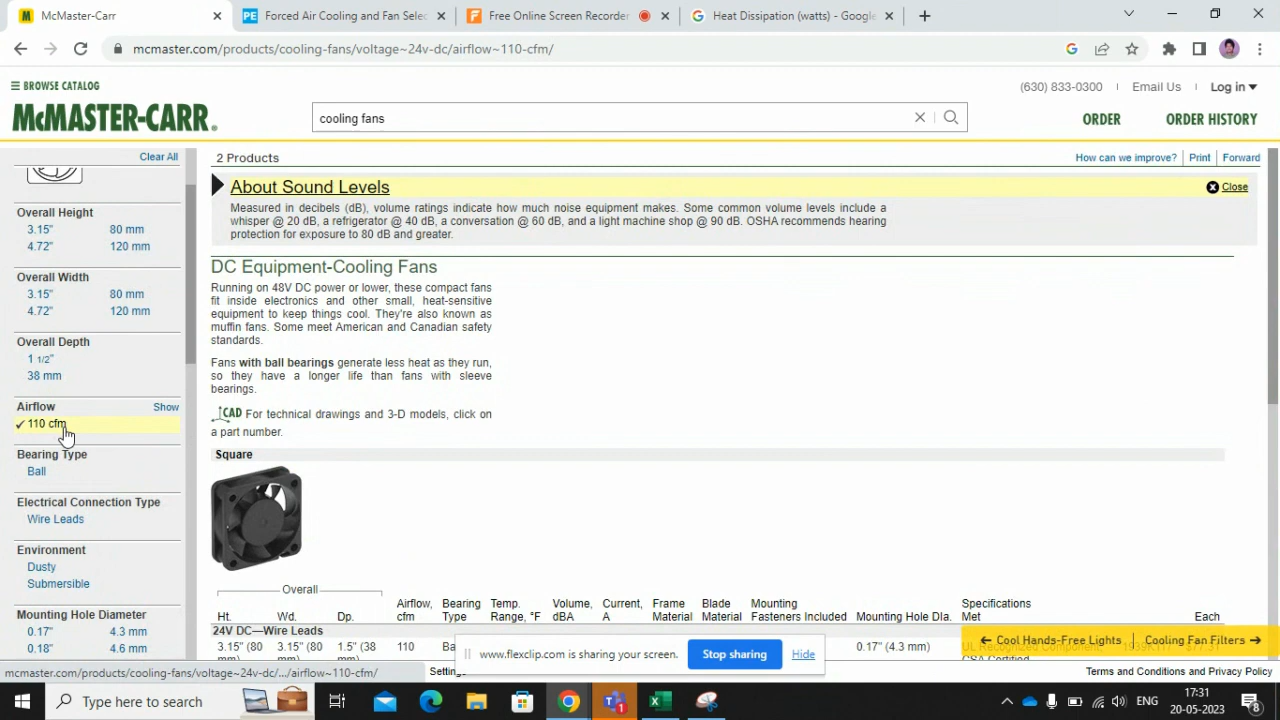 McMaster-Carr
Forced Air Cooling and Fan Selec
Free Online Screen Recorder
Heat Dissipation (watts) - Google
mcmaster.com/products/cooling-fans/voltage~24v-dc/airflow~110-cfm/
BROWSE CATALOG
(630) 833-0300
Email Us
Log in
McMASTER-CARR
cooling fans
ORDER
ORDER HISTORY
Clear All
2 Products
How can we improve?
Print
Forward
About Sound Levels
Close
Measured in decibels (dB), volume ratings indicate how much noise equipment makes. Some common volume levels include a
whisper @ 20 dB, a refrigerator @ 40 dB, a conversation @ 60 dB, and a light machine shop @ 90 dB. OSHA recommends hearing
protection for exposure to 80 dB and greater.
Overall Height
3.15" 80 mm
4.72" 120 mm
Overall Width
3.15" 80 mm
4.72" 120 mm
Overall Depth
1 1/2"
38 mm
Airflow Show
110 cfm
Bearing Type
Ball
Electrical Connection Type
Wire Leads
Environment
Dusty
Submersible
Mounting Hole Diameter
0.17" 4.3 mm
0.18" 4.6 mm
DC Equipment-Cooling Fans
Running on 48V DC power or lower, these compact fans
fit inside electronics and other small, heat-sensitive
equipment to keep things cool. They're also known as
muffin fans. Some meet American and Canadian safety
standards.
Fans with ball bearings generate less heat as they run,
so they have a longer life than fans with sleeve
bearings.
CAD For technical drawings and 3-D models, click on
a part number.
Square
Overall
Ht. Wd. Dp. Airflow, cfm Bearing Type Temp. Range, °F Volume, dBA Current, A Frame Material Blade Material Mounting Fasteners Included Mounting Hole Dia. Specifications Met Each
24V DC—Wire Leads
3.15" (80 3.15" (80 1.5" (38 110 Ba 0.17" (4.3 mm) UL Recognized Component,
mm) mm) mm)
Cool Hands-Free Lights
Cooling Fan Filters
www.flexclip.com is sharing your screen.
Stop sharing
Hide
mcmaster.com/products/cooling-fans/voltage~24v-dc/.../airflow~110-cfm/
Settings
Terms and Conditions and Privacy Policy
Type here to search
ENG
17:31
20-05-2023
1
8